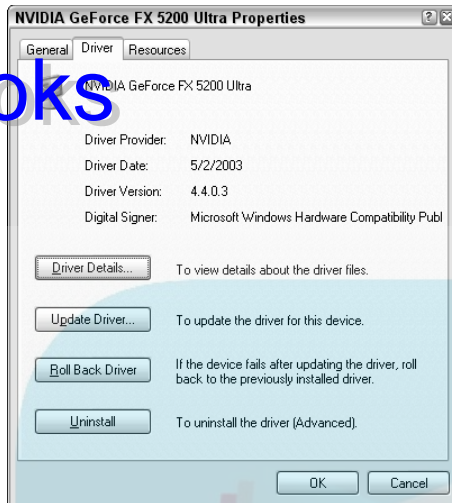 NVIDIA GeForce FX 5200 Ultra Properties
General Driver Resources
oks
NVIDIA GeForce FX 5200 Ultra
Driver Provider: NVIDIA
Driver Date: 5/2/2003
Driver Version: 4.4.0.3
Digital Signer: Microsoft Windows Hardware Compatibility Publ
Driver Details... To view details about the driver files.
Update Driver... To update the driver for this device.
Roll Back Driver If the device fails after updating the driver, roll
back to the previously installed driver.
Uninstall To uninstall the driver (Advanced).
OK Cancel